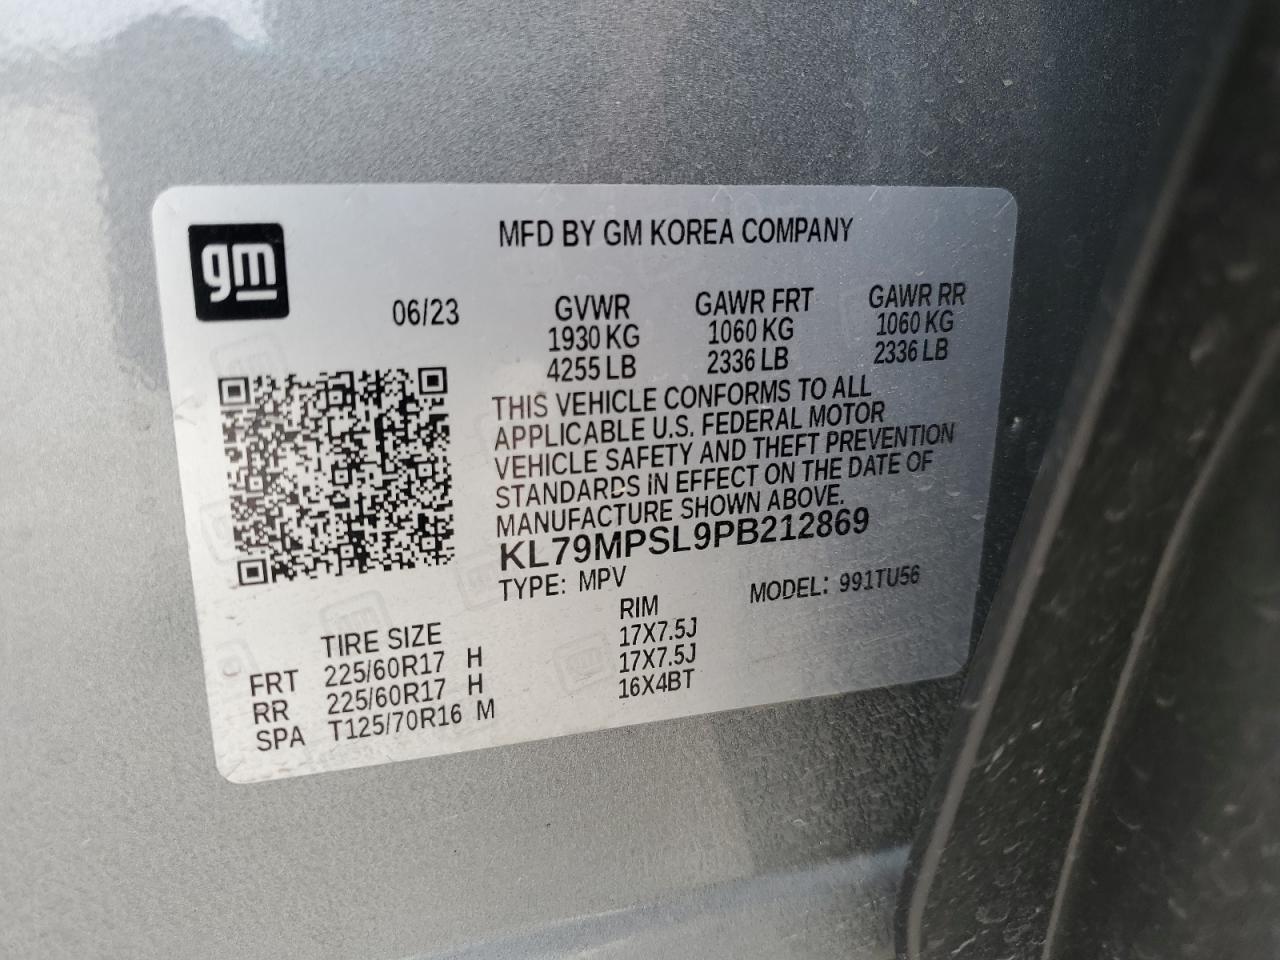 gm
MFD BY GM KOREA COMPANY
06/23
GVWR GAWR FRT GAWR RR
1930 KG 1060 KG 1060 KG
4255 LB 2336 LB 2336 LB
THIS VEHICLE CONFORMS TO ALL
APPLICABLE U.S. FEDERAL MOTOR
VEHICLE SAFETY AND THEFT PREVENTION
STANDARDS IN EFFECT ON THE DATE OF
MANUFACTURE SHOWN ABOVE.
KL79MPSL9PB212869
TYPE: MPV MODEL: 991TU56
TIRE SIZE RIM
FRT 225/60R17 H 17X7.5J
RR 225/60R17 H 17X7.5J
SPA T125/70R16 M 16X4BT